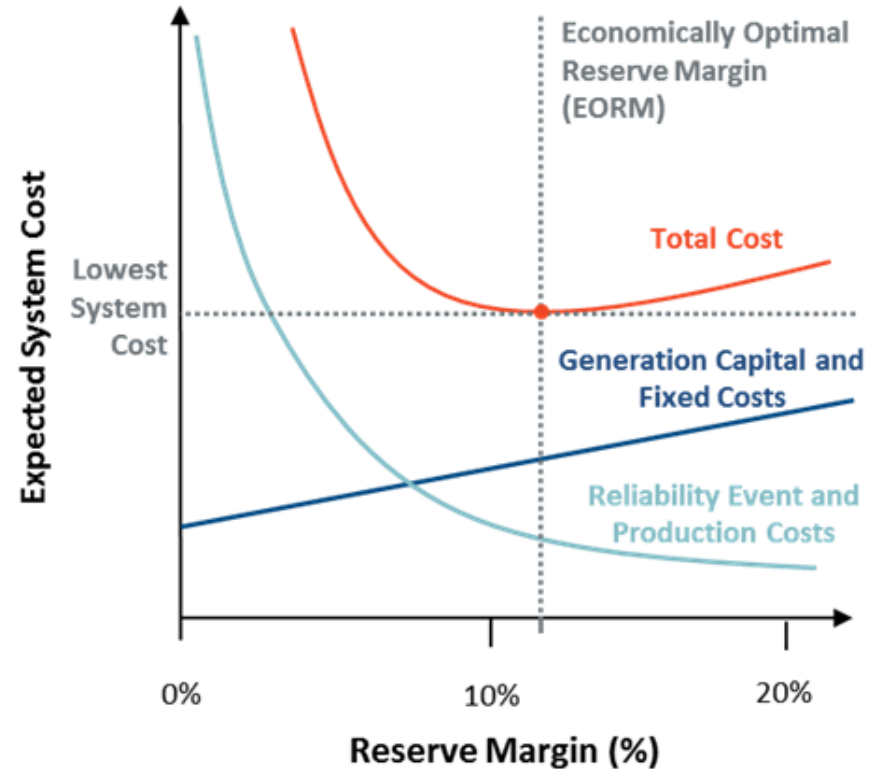 Economically Optimal
Reserve Margin
(EORM)
Total Cost
Lowest
System
Cost
Expected System Cost
Generation Capital and
Fixed Costs
Reliability Event and
Production Costs
0%
10%
20%
Reserve Margin (%)